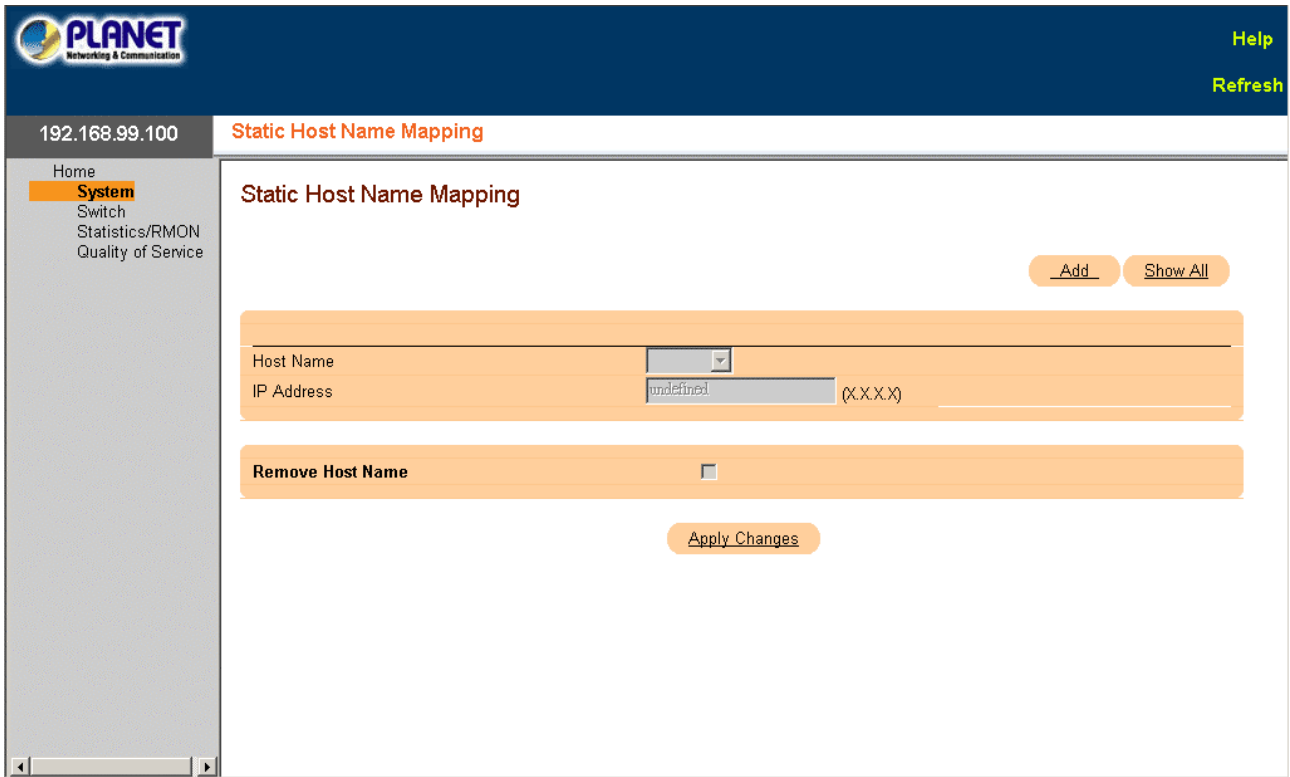 PLANET
Networking & Communication
Help
Refresh
192.168.99.100
Static Host Name Mapping
Home
System
Switch
Statistics/RMON
Quality of Service
Static Host Name Mapping
Add Show All
Host Name
IP Address undefined (X.X.X.X)
Remove Host Name
Apply Changes